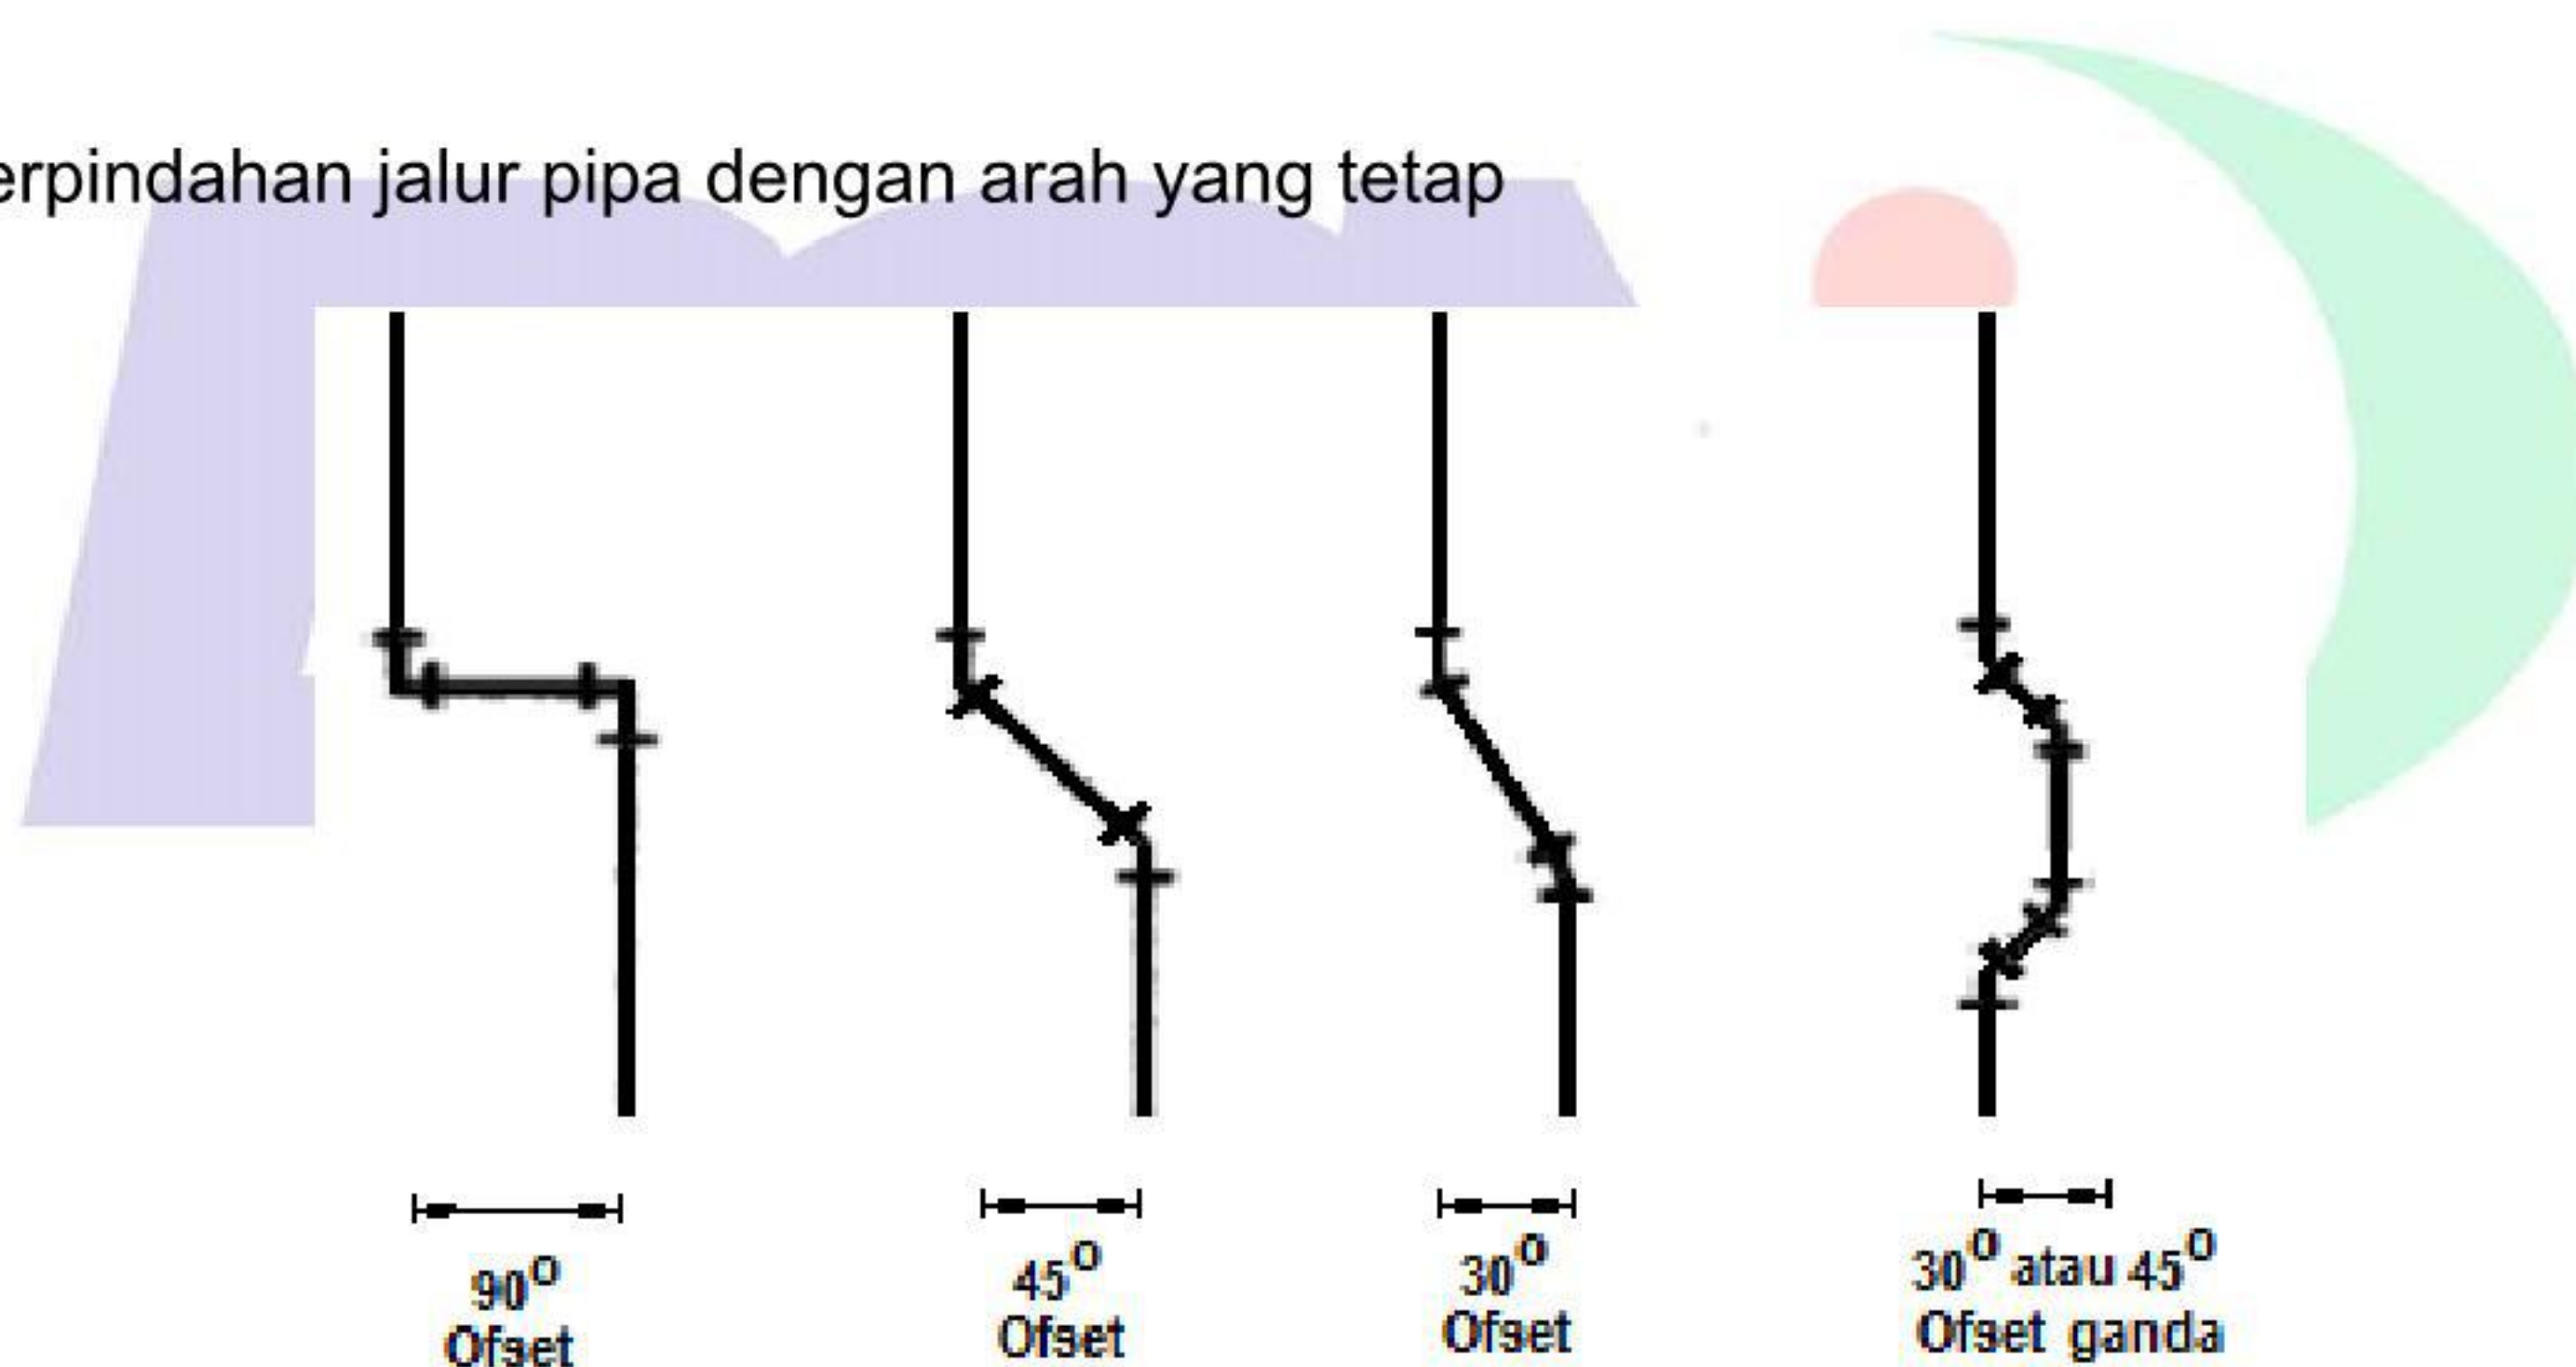 erpindahan jalur pipa dengan arah yang tetap
90° Ofset
45° Ofset
30° Ofset
30° atau 45° Ofset ganda